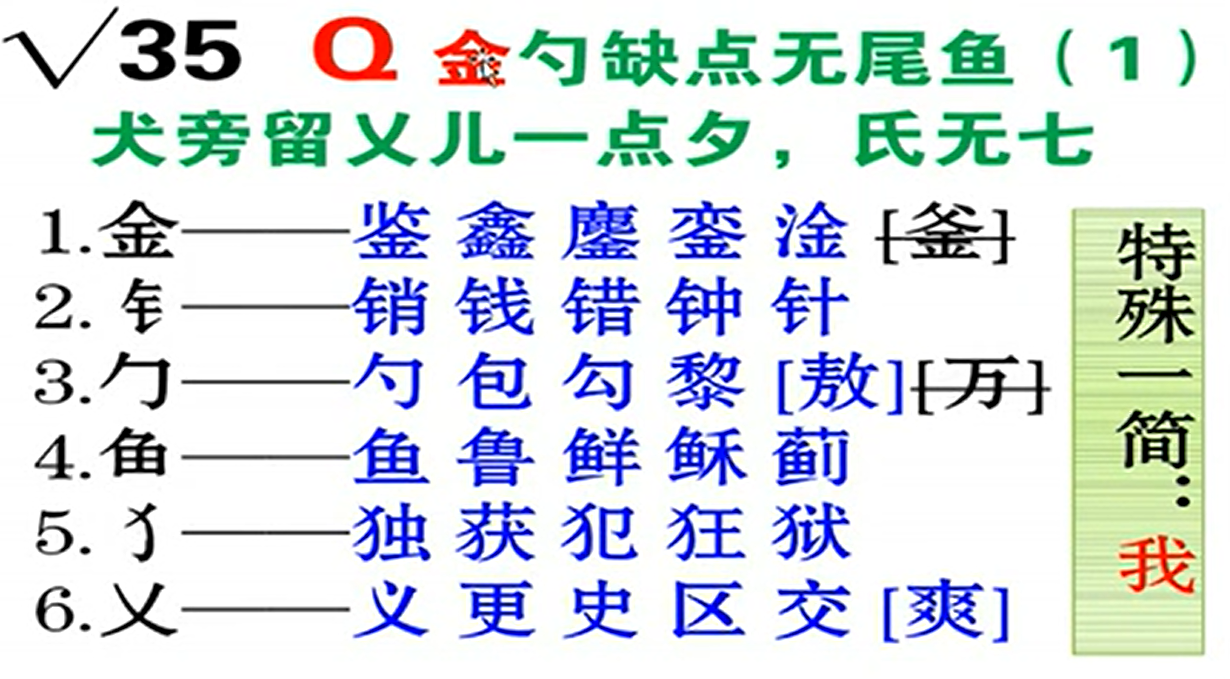 √35 Q 金勺缺点无尾鱼（1）
犬旁留乂儿一点夕，氏无七
1.金——鉴 鑫 鏖 銮 淦 [釜]
2.钅——销 钱 错 钟 针
3.勹——勺 包 勾 黎 [敖][万]
4.鱼——鱼 鲁 鲜 稣 蓟
5.犭——独 获 犯 狂 狱
6.乂——义 更 史 区 交 [爽]
特殊一简：我